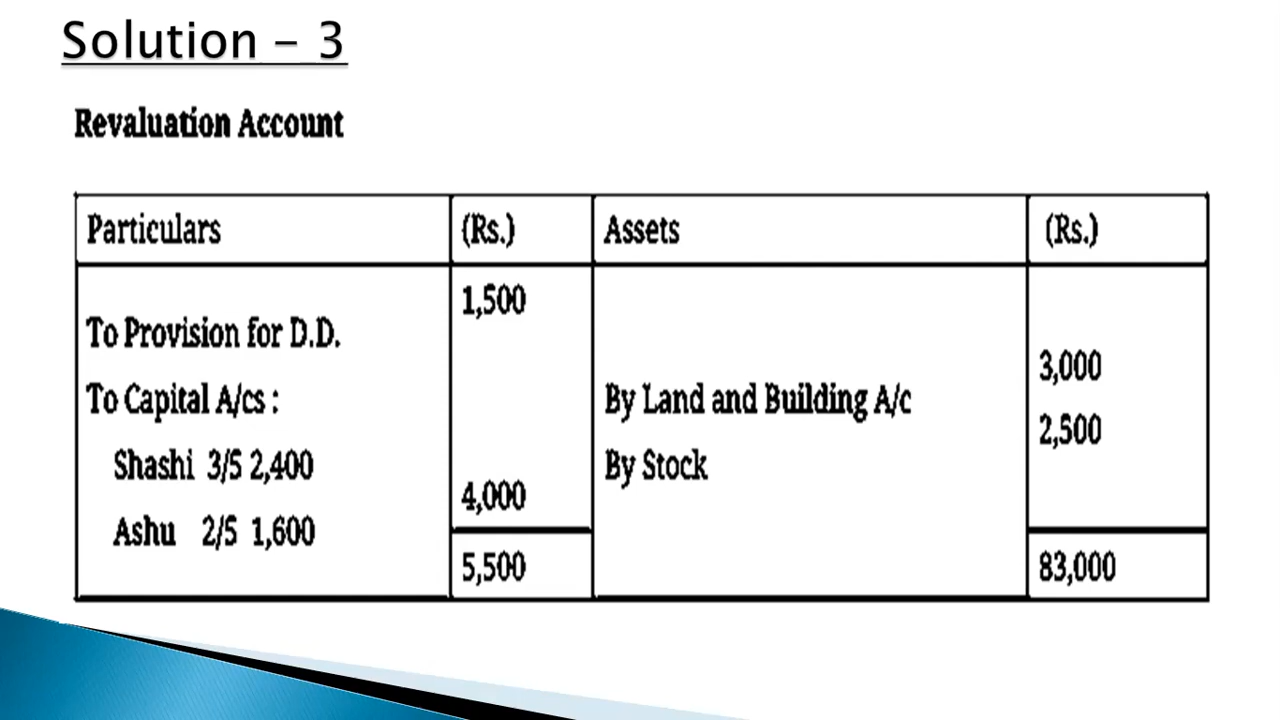 Solution – 3
Revaluation Account
Particulars (Rs.) Assets (Rs.)
1,500
To Provision for D.D.
3,000
To Capital A/cs : By Land and Building A/c
2,500
Shashi 3/5 2,400 By Stock
4,000
Ashu 2/5 1,600
5,500 83,000